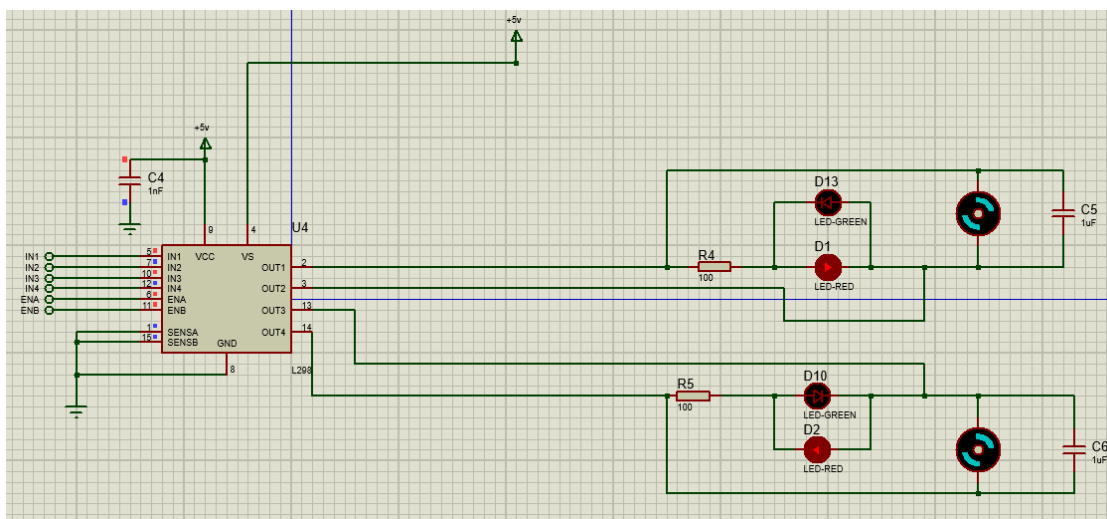 +5v
+5v
C4
1nF
U4
9
4
IN1
5
IN1
VCC
VS
IN2
7
IN2
OUT1
2
IN3
10
IN3
IN4
12
IN4
OUT2
3
ENA
6
ENA
ENB
11
ENB
OUT3
13
1
SENSA
OUT4
14
15
SENSB
GND
8
L298
D13
LED-GREEN
C5
1uF
R4
100
D1
LED-RED
D10
LED-GREEN
R5
100
D2
LED-RED
C6
1uF